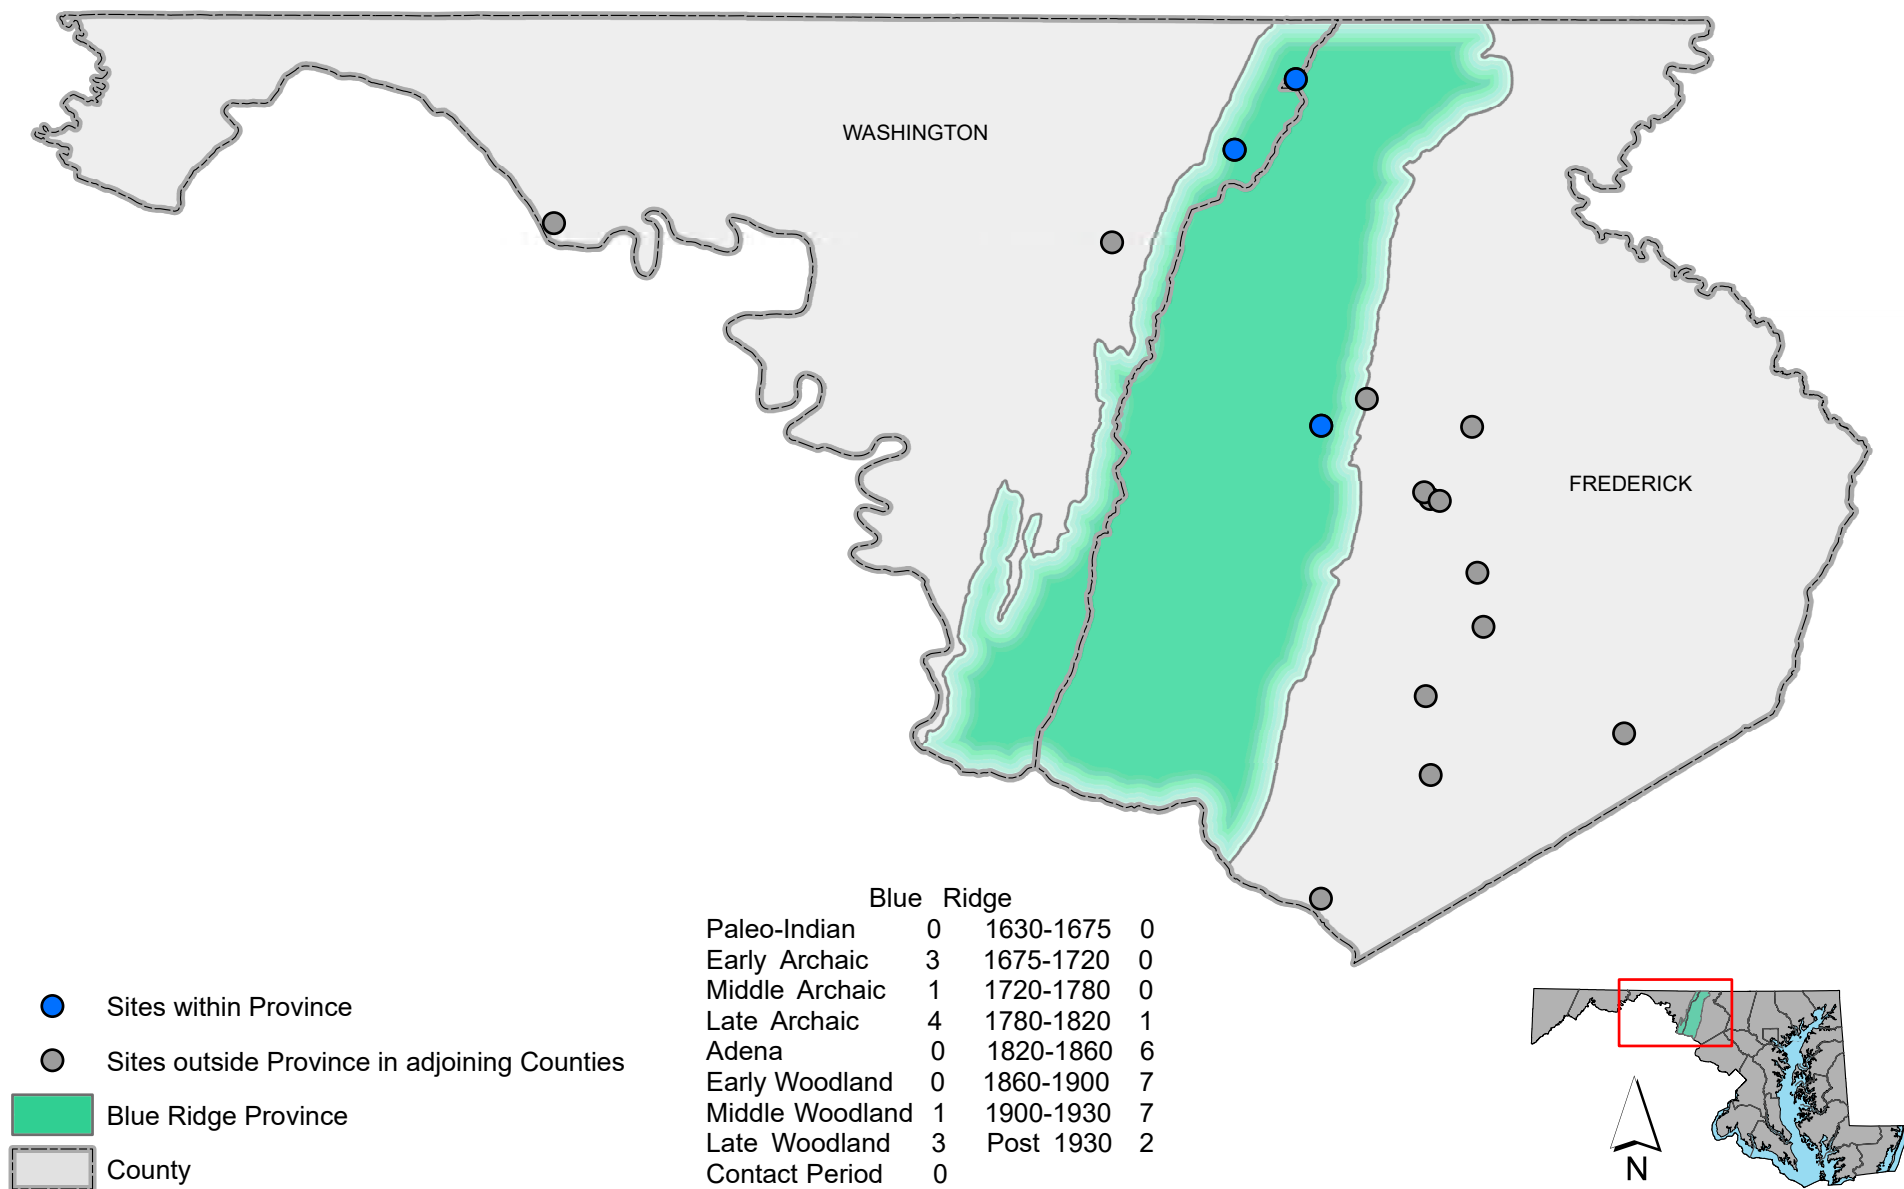 WASHINGTON
FREDERICK
Blue Ridge
Paleo-Indian 0 1630-1675 0
Early Archaic 3 1675-1720 0
Middle Archaic 1 1720-1780 0
Late Archaic 4 1780-1820 1
Adena 0 1820-1860 6
Early Woodland 0 1860-1900 7
Middle Woodland 1 1900-1930 7
Late Woodland 3 Post 1930 2
Contact Period 0
Sites within Province
Sites outside Province in adjoining Counties
Blue Ridge Province
County
N